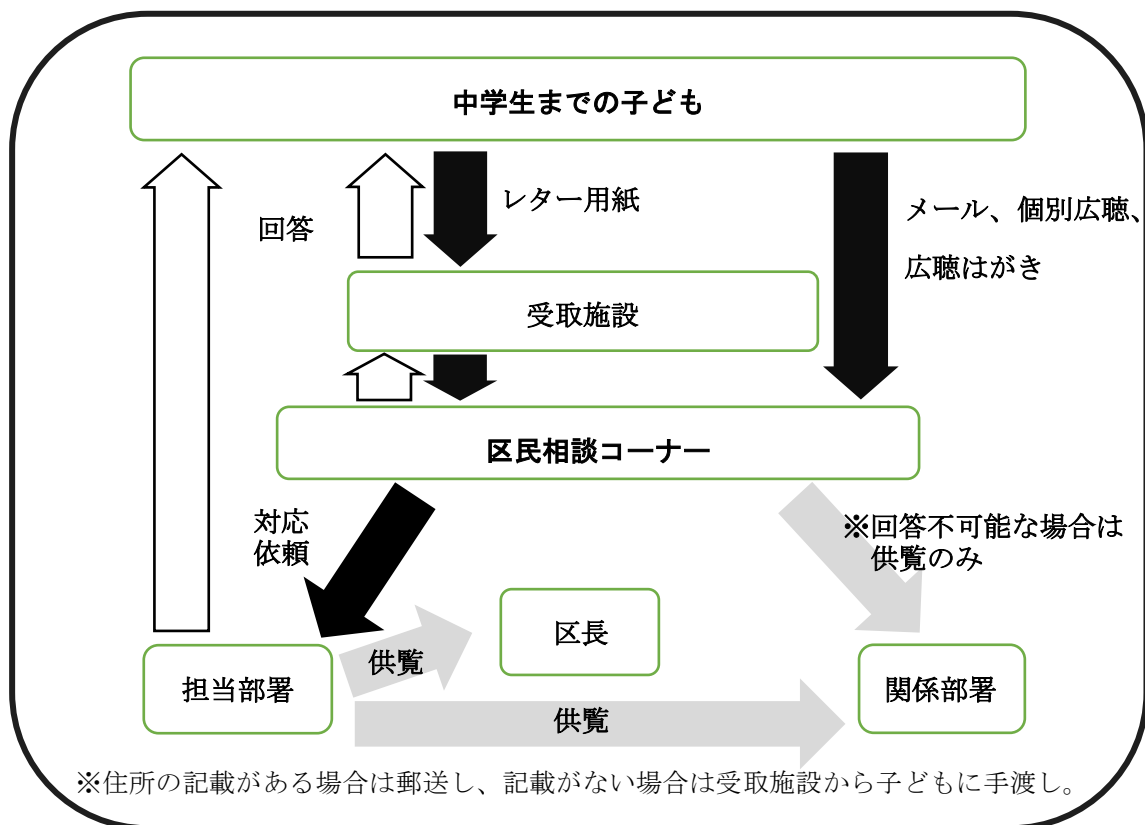 中学生までの子ども
回答
レター用紙
メール、個別広聴、
広聴はがき
受取施設
区民相談コーナー
対応
依頼
※回答不可能な場合は
供覧のみ
区長
供覧
担当部署
関係部署
供覧
※住所の記載がある場合は郵送し、記載がない場合は受取施設から子どもに手渡し。